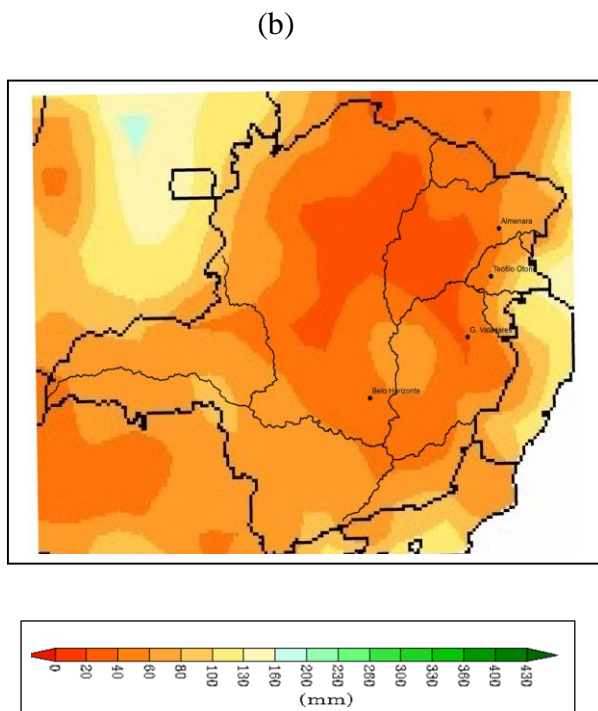 (b)
Almenara
Teófilo Otoni
G. Valadares
Belo Horizonte
0 20 40 60 80 100 130 160 200 230 280 300 330 360 400 430
(mm)